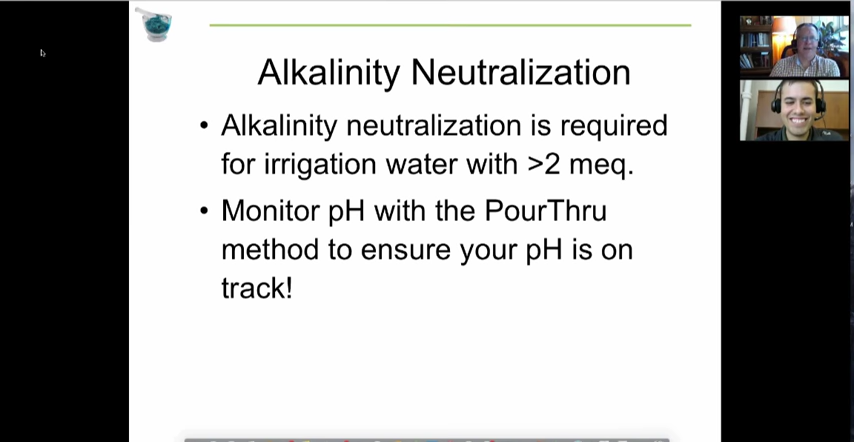 Alkalinity Neutralization
• Alkalinity neutralization is required
for irrigation water with >2 meq.
• Monitor pH with the PourThru
method to ensure your pH is on
track!